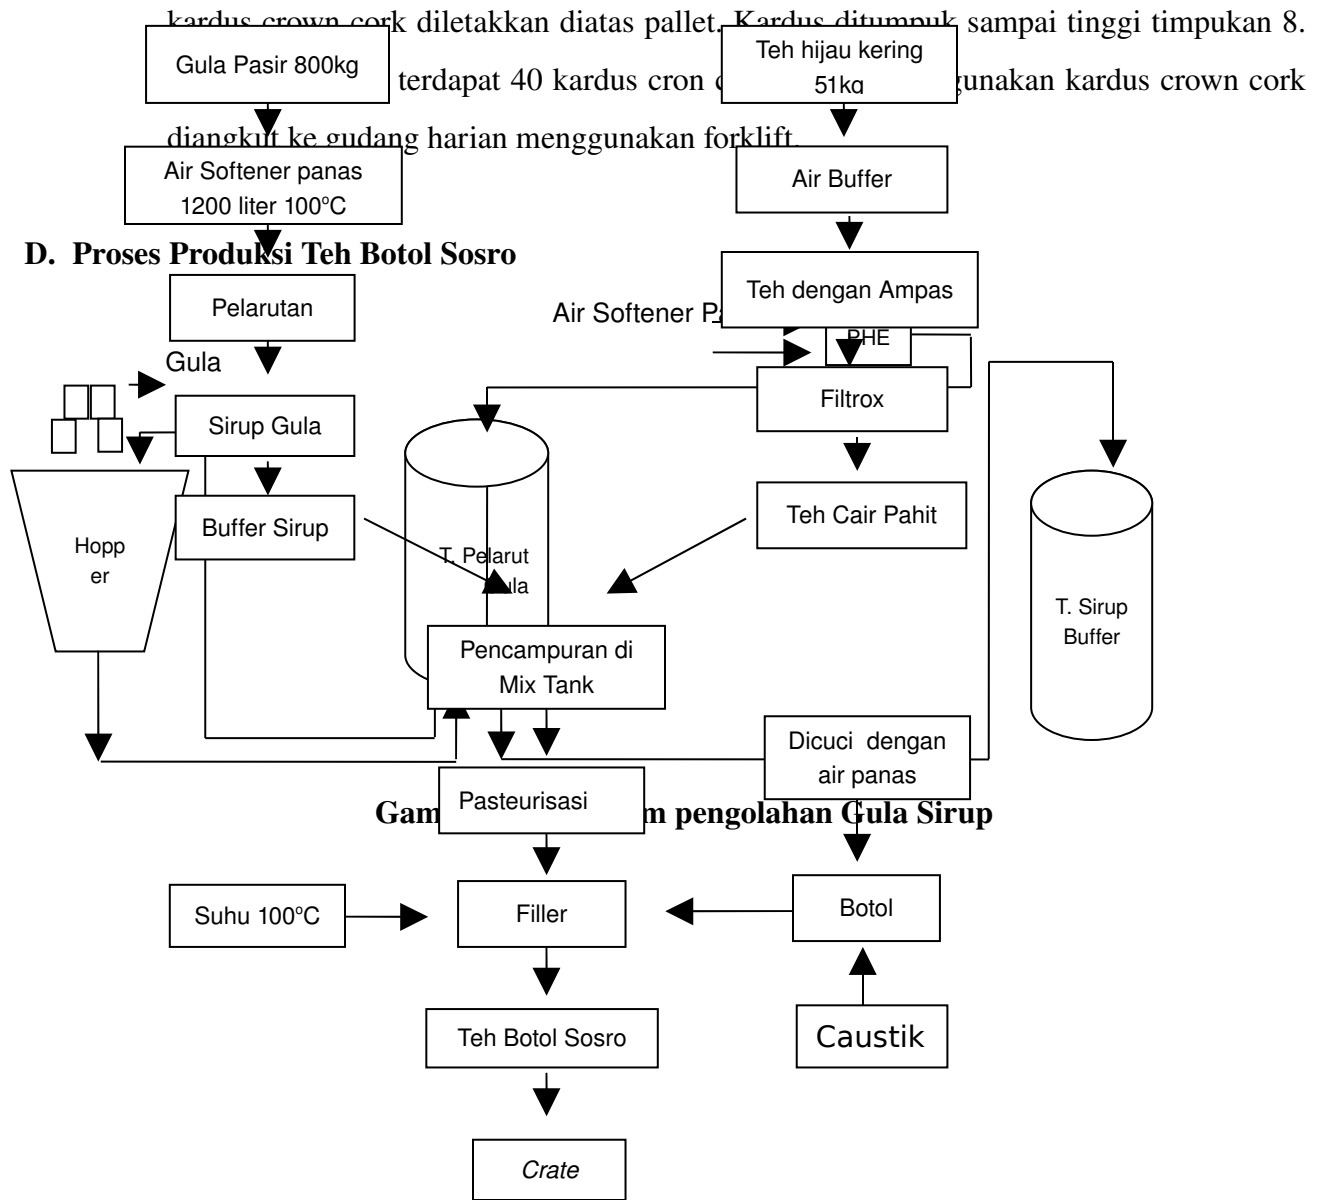 kardus crown cork diletakkan diatas pallet. Kardus ditumpuk sampai tinggi timpukan 8.
terdapat 40 kardus cron gunakan kardus crown cork
diangkut ke gudang harian menggunakan forklift.
Gula Pasir 800kg
Teh hijau kering
51kg
Air Softener panas
1200 liter 100°C
Air Buffer
D. Proses Produksi Teh Botol Sosro
Pelarutan
Teh dengan Ampas
Air Softener
PHE
Gula
Sirup Gula
Filtrox
Buffer Sirup
Teh Cair Pahit
Hopp
er
T. Pelarut
T. Sirup
Buffer
Pencampuran di
Mix Tank
Dicuci dengan
air panas
Pasteurisasi
pengolahan Gula Sirup
Suhu 100°C
Filler
Botol
Teh Botol Sosro
Caustik
Crate